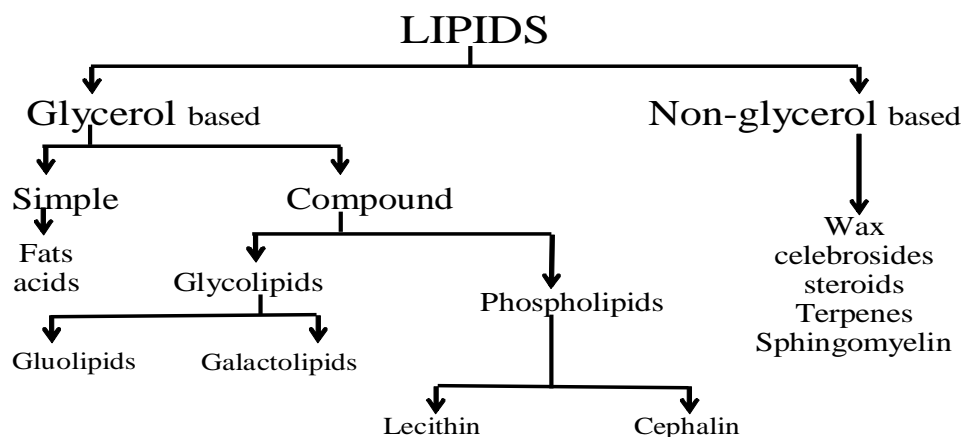 LIPIDS
Glycerol based
Non-glycerol based
Simple
Compound
Fats
acids
Glycolipids
Phospholipids
Wax
celebrosides
steroids
Terpenes
Sphingomyelin
Gluolipids
Galactolipids
Lecithin
Cephalin